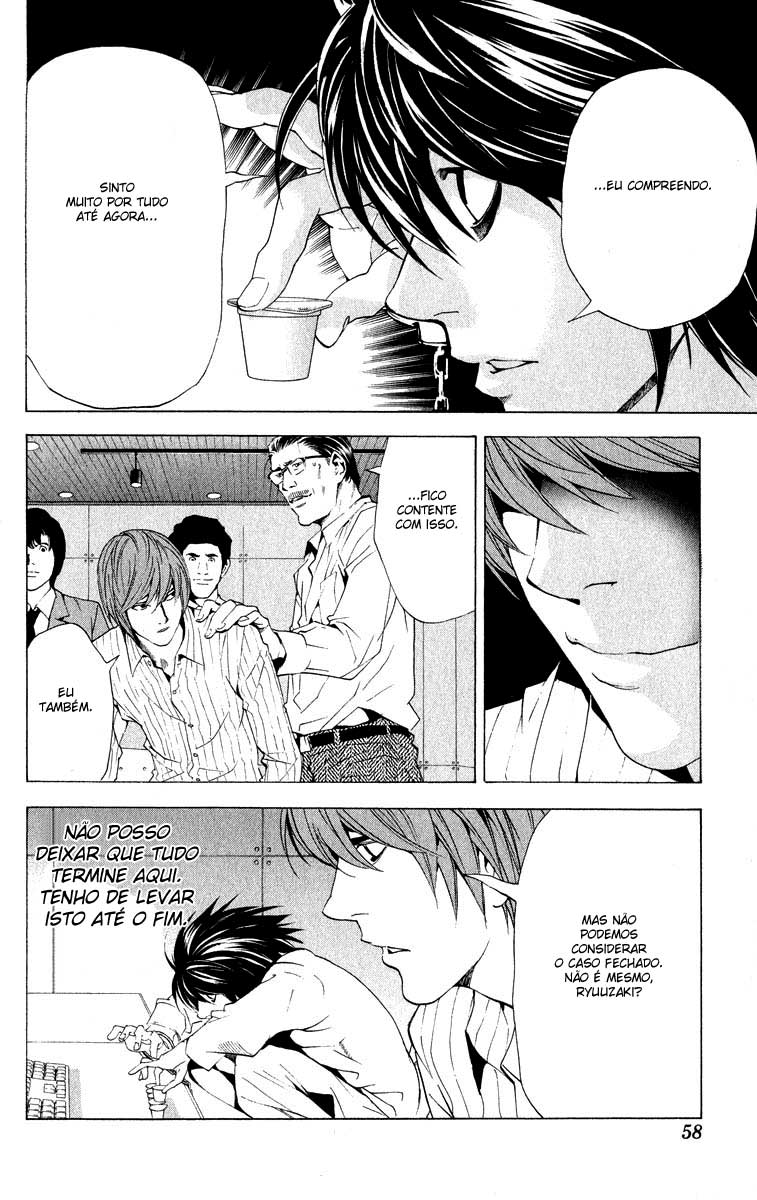 ...EU COMPREENDO.
SINTO
MUITO POR TUDO
ATÉ AGORA...
...FICO
CONTENTE
COM ISSO.
EU
TAMBÉM.
MAS NÃO
PODEMOS
CONSIDERAR
O CASO FECHADO.
NÃO É MESMO,
RYUUZAKI?
NÃO POSSO
DEIXAR QUE TUDO
TERMINE AQUI.
TENHO DE LEVAR
ISTO ATÉ O FIM.
58